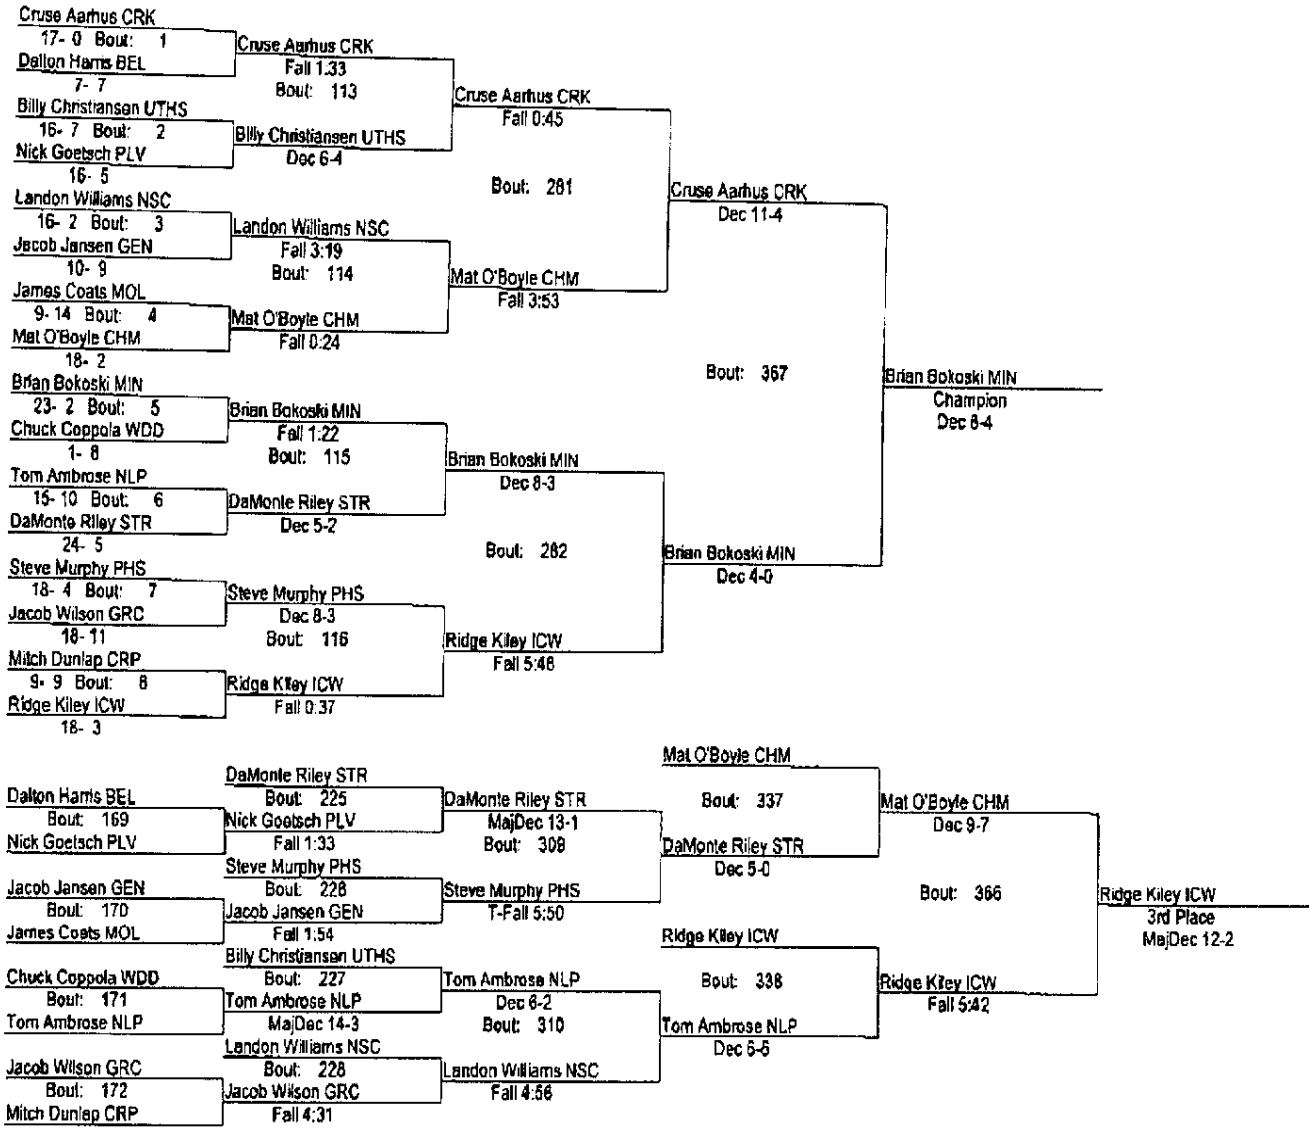 Cruse Aarhus CRK
17- 0 Bout: 1
Dalton Harris BEL
7- 7
Billy Christiansen UTHS
16- 7 Bout: 2
Nick Goetsch PLV
16- 5
Landon Williams NSC
16- 2 Bout: 3
Jacob Jansen GEN
10- 9
James Coats MOL
9- 14 Bout: 4
Mat O'Boyle CHM
18- 2
Brian Bokoski MIN
23- 2 Bout: 5
Chuck Coppola WDD
1- 8
Tom Ambrose NLP
15- 10 Bout: 6
DaMonte Riley STR
24- 5
Steve Murphy PHS
18- 4 Bout: 7
Jacob Wilson GRC
18- 11
Mitch Dunlap CRP
9- 9 Bout: 8
Ridge Kiley ICW
18- 3
Cruse Aarhus CRK
Fall 1:33
Bout: 113
Billy Christiansen UTHS
Dec 6-4
Landon Williams NSC
Fall 3:19
Bout: 114
Mat O'Boyle CHM
Fall 0:24
Brian Bokoski MIN
Fall 1:22
Bout: 115
DaMonte Riley STR
Dec 5-2
Steve Murphy PHS
Dec 8-3
Bout: 116
Ridge Kiley ICW
Fall 0:37
Cruse Aarhus CRK
Fall 0:45
Bout: 281
Mat O'Boyle CHM
Fall 3:53
Brian Bokoski MIN
Dec 8-3
Bout: 282
Ridge Kiley ICW
Fall 5:48
Cruse Aarhus CRK
Dec 11-4
Bout: 367
Brian Bokoski MIN
Dec 4-0
Brian Bokoski MIN
Champion
Dec 8-4
Dalton Harris BEL
Bout: 169
Nick Goetsch PLV
Jacob Jansen GEN
Bout: 170
James Coats MOL
Chuck Coppola WDD
Bout: 171
Tom Ambrose NLP
Jacob Wilson GRC
Bout: 172
Mitch Dunlap CRP
DaMonte Riley STR
Bout: 225
Nick Goetsch PLV
Fall 1:33
Steve Murphy PHS
Bout: 226
Jacob Jansen GEN
Fall 1:54
Billy Christiansen UTHS
Bout: 227
Tom Ambrose NLP
MajDec 14-3
Landon Williams NSC
Bout: 228
Jacob Wilson GRC
Fall 4:31
DaMonte Riley STR
MajDec 13-1
Bout: 309
Steve Murphy PHS
T-Fall 5:50
Tom Ambrose NLP
Dec 6-2
Bout: 310
Landon Williams NSC
Fall 4:56
Mat O'Boyle CHM
Bout: 337
DaMonte Riley STR
Dec 5-0
Ridge Kiley ICW
Bout: 338
Tom Ambrose NLP
Dec 6-6
Mat O'Boyle CHM
Dec 9-7
Bout: 366
Ridge Kiley ICW
Fall 5:42
Ridge Kiley ICW
3rd Place
MajDec 12-2